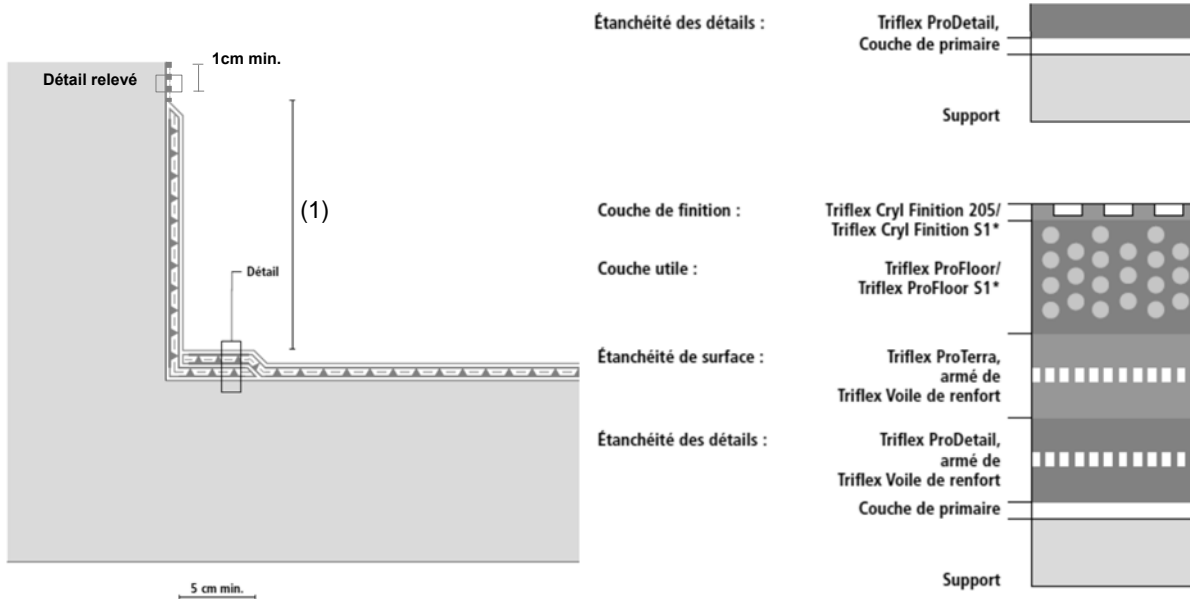 1cm min.
Détail relevé
(1)
Détail
5 cm min.
Étanchéité des détails : Triflex ProDetail,
Couche de primaire
Support
Couche de finition : Triflex Cryl Finition 205/
Triflex Cryl Finition S1*
Couche utile : Triflex ProFloor/
Triflex ProFloor S1*
Étanchéité de surface : Triflex ProTerra,
armé de
Triflex Voile de renfort
Étanchéité des détails : Triflex ProDetail,
armé de
Triflex Voile de renfort
Couche de primaire
Support